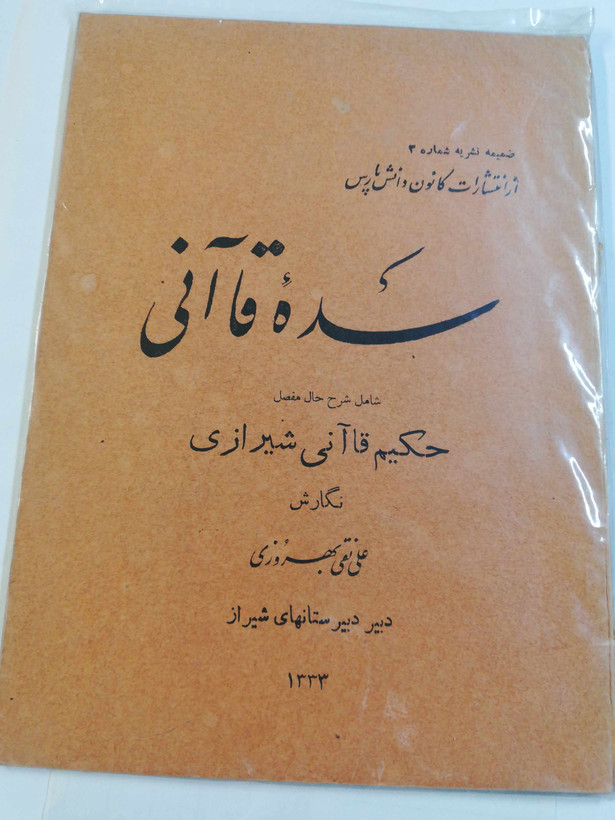 ضمیمه نشریه شماره ۳
از انتشارات کانون دانش پارس
سدهٔ قاآنی
شامل شرح حال مفصل
حکیم قاآنی شیرازی
نگارش
علی نقی بهروزی
دبیر دبیرستانهای شیراز
۱۳۳۳